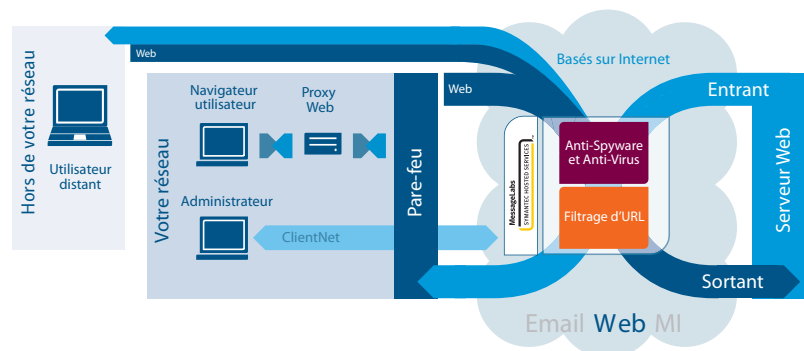 Hors de votre réseau
Utilisateur
distant
Web
Votre réseau
Navigateur
utilisateur
Proxy
Web
Administrateur
ClientNet
Pare-feu
Web
Basés sur Internet
MessageLabs
SYMANTEC HOSTED SERVICES
™
Anti-Spyware
et Anti-Virus
Filtrage d'URL
Entrant
Sortant
Serveur Web
Email Web MI